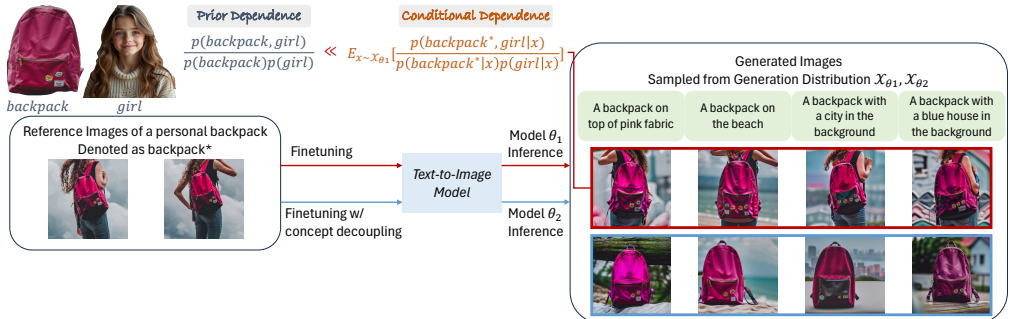 Prior Dependence
Conditional Dependence
p(backpack, girl)
p(backpack)p(girl)
≪
E_{x∼𝒳_{θ1}}[p(backpack*, girl|x)
p(backpack*|x)p(girl|x)]
backpack
girl
Reference Images of a personal backpack
Denoted as backpack*
Finetuning
Finetuning w/
concept decoupling
Text-to-Image
Model
Model θ₁
Inference
Model θ₂
Inference
Generated Images
Sampled from Generation Distribution 𝒳_{θ1}, 𝒳_{θ2}
A backpack on
top of pink fabric
A backpack on
the beach
A backpack with
a city in the
background
A backpack with
a blue house in
the background